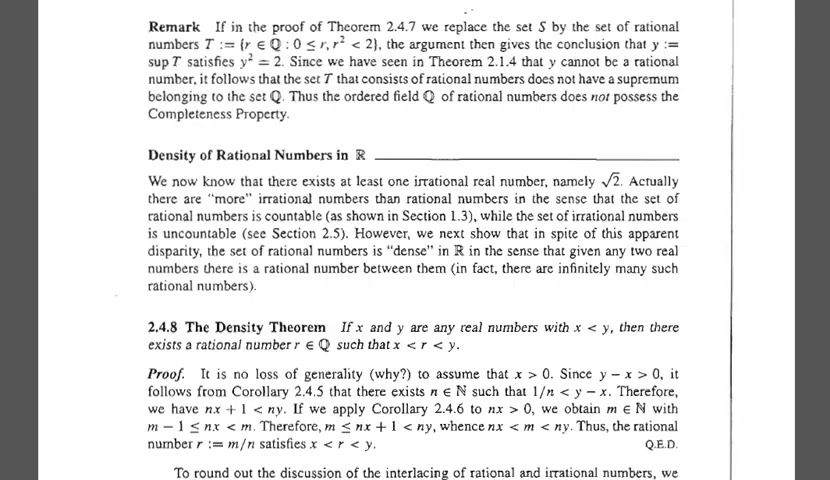 Remark If in the proof of Theorem 2.4.7 we replace the set S by the set of rational
numbers T := {r ∈ ℚ : 0 ≤ r, r² < 2}, the argument then gives the conclusion that y :=
sup T satisfies y² = 2. Since we have seen in Theorem 2.1.4 that y cannot be a rational
number, it follows that the set T that consists of rational numbers does not have a supremum
belonging to the set ℚ. Thus the ordered field ℚ of rational numbers does not possess the
Completeness Property.
Density of Rational Numbers in ℝ
We now know that there exists at least one irrational real number, namely √2. Actually
there are "more" irrational numbers than rational numbers in the sense that the set of
rational numbers is countable (as shown in Section 1.3), while the set of irrational numbers
is uncountable (see Section 2.5). However, we next show that in spite of this apparent
disparity, the set of rational numbers is "dense" in ℝ in the sense that given any two real
numbers there is a rational number between them (in fact, there are infinitely many such
rational numbers).
2.4.8 The Density Theorem If x and y are any real numbers with x < y, then there
exists a rational number r ∈ ℚ such that x < r < y.
Proof. It is no loss of generality (why?) to assume that x > 0. Since y − x > 0, it
follows from Corollary 2.4.5 that there exists n ∈ ℕ such that 1/n < y − x. Therefore,
we have nx + 1 < ny. If we apply Corollary 2.4.6 to nx > 0, we obtain m ∈ ℕ with
m − 1 ≤ nx < m. Therefore, m ≤ nx + 1 < ny, whence nx < m < ny. Thus, the rational
number r := m/n satisfies x < r < y. Q.E.D.
To round out the discussion of the interlacing of rational and irrational numbers, we